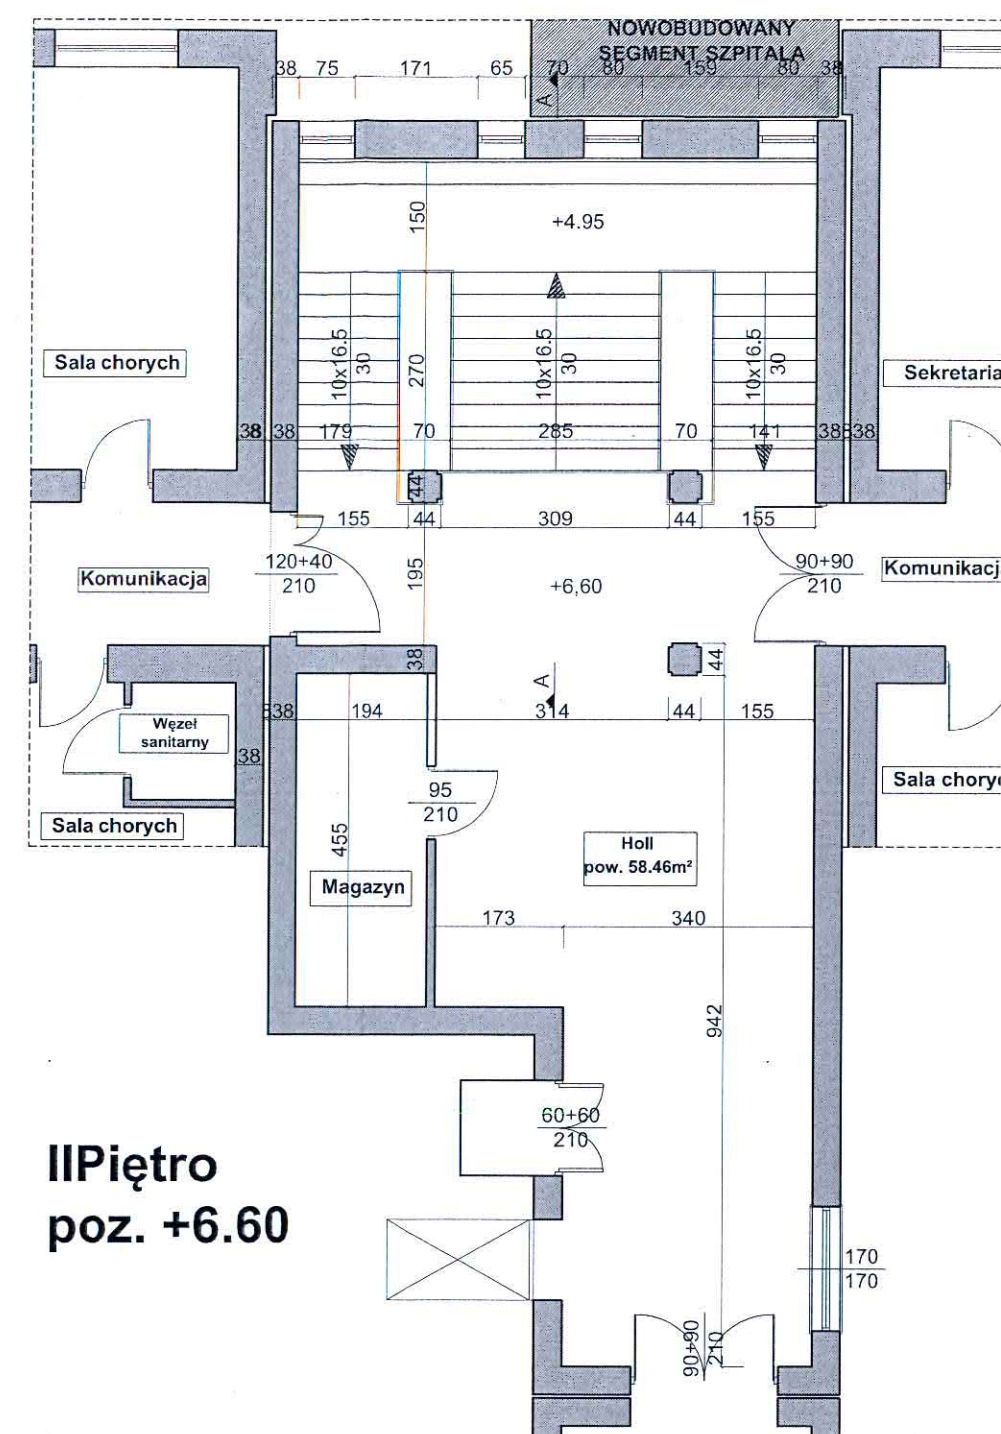 NOWOBUDOWANY
SEGMENT SZPITALA
38 75 171 65 70 80 159 80 38
A
150
+4.95
10x16.5
30
270
10x16.5
30
10x16.5
30
Sala chorych
Sekretaria
38 38 179 70 285 70 141 38 38
44
155 44 309 44 155
120+40
210
195
+6,60
90+90
210
Komunikacja
Komunikacj
38
44
A
38 194 314 44 155
Węzeł
sanitarny
38
Sala chorych
Sala choryc
95
210
455
Holl
pow. 58.46m²
Magazyn
173 340
942
60+60
210
IIPiętro
poz. +6.60
170
170
90+90
210